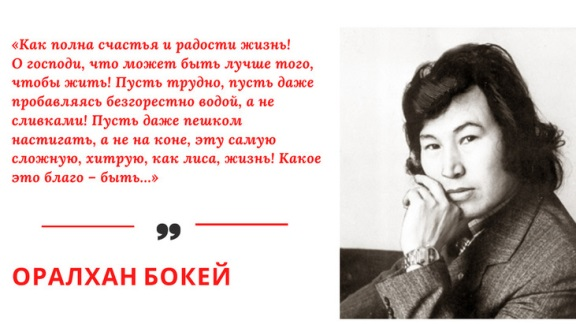 «Как полна счастья и радости жизнь!
О господи, что может быть лучше того,
чтобы жить! Пусть трудно, пусть даже
пробавляясь безгорестно водой, а не
сливками! Пусть даже пешком
настигать, а не на коне, эту самую
сложную, хитрую, как лиса, жизнь! Какое
это благо – быть...»
”
ОРАЛХАН БОКЕЙ